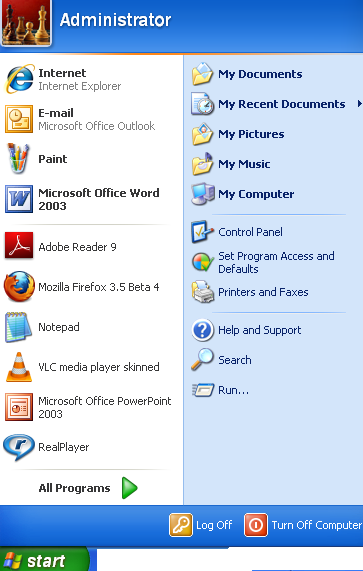 Administrator
Internet
Internet Explorer
E-mail
Microsoft Office Outlook
Paint
Microsoft Office Word
2003
Adobe Reader 9
Mozilla Firefox 3.5 Beta 4
Notepad
VLC media player skinned
Microsoft Office PowerPoint
2003
RealPlayer
All Programs
My Documents
My Recent Documents
My Pictures
My Music
My Computer
Control Panel
Set Program Access and
Defaults
Printers and Faxes
Help and Support
Search
Run...
Log Off
Turn Off Computer
start